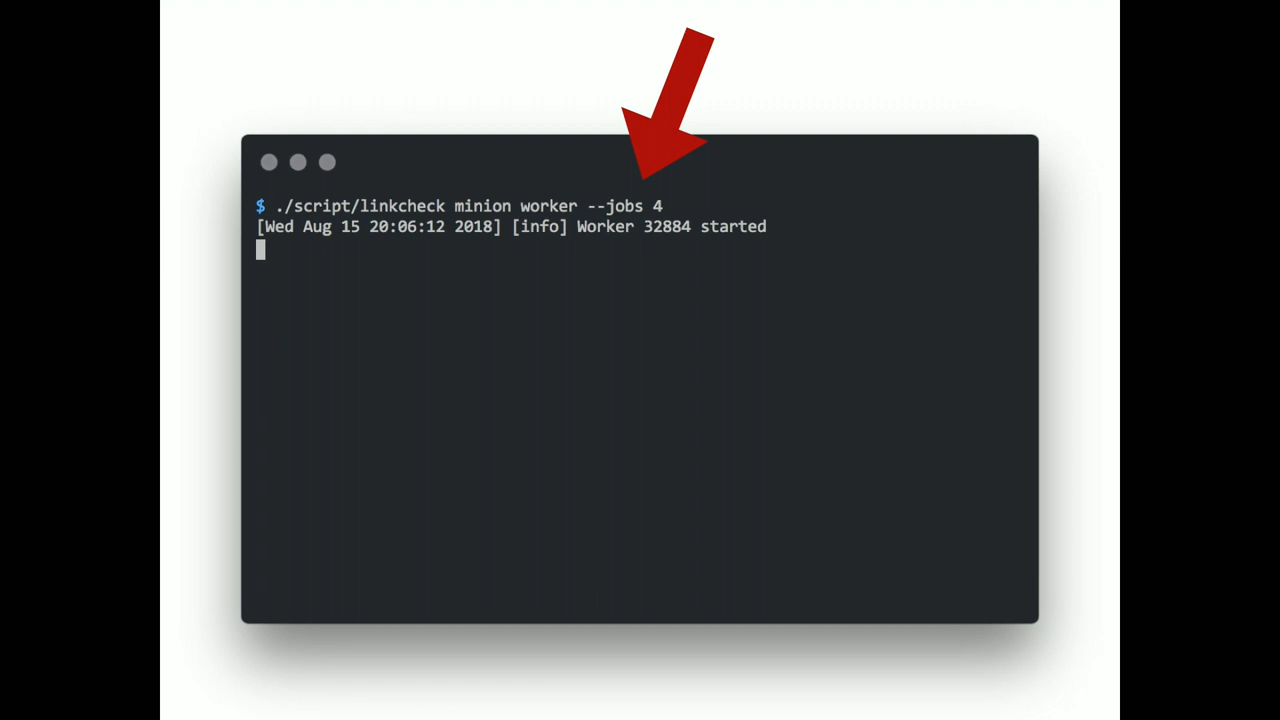 $ ./script/linkcheck minion worker --jobs 4
[Wed Aug 15 20:06:12 2018] [info] Worker 32884 started